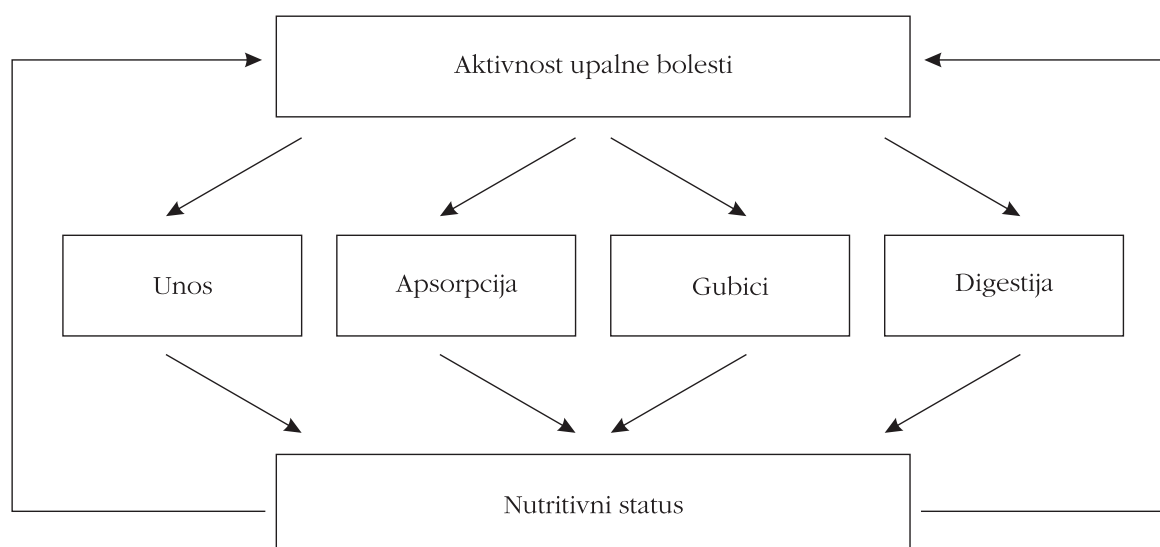 Aktivnost upalne bolesti
Unos
Apsorpcija
Gubici
Digestija
Nutritivni status